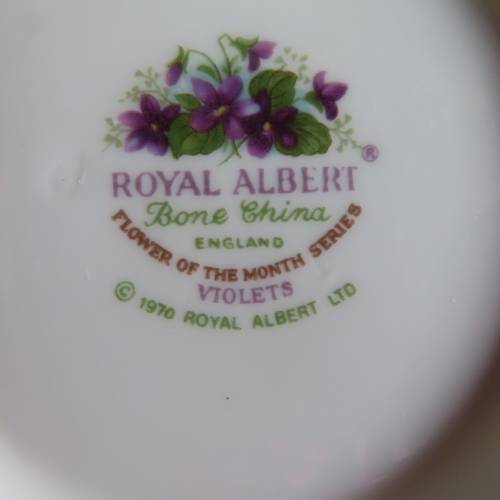 ROYAL ALBERT ®
Bone China
ENGLAND
FLOWER OF THE MONTH SERIES
VIOLETS
© 1970 ROYAL ALBERT LTD